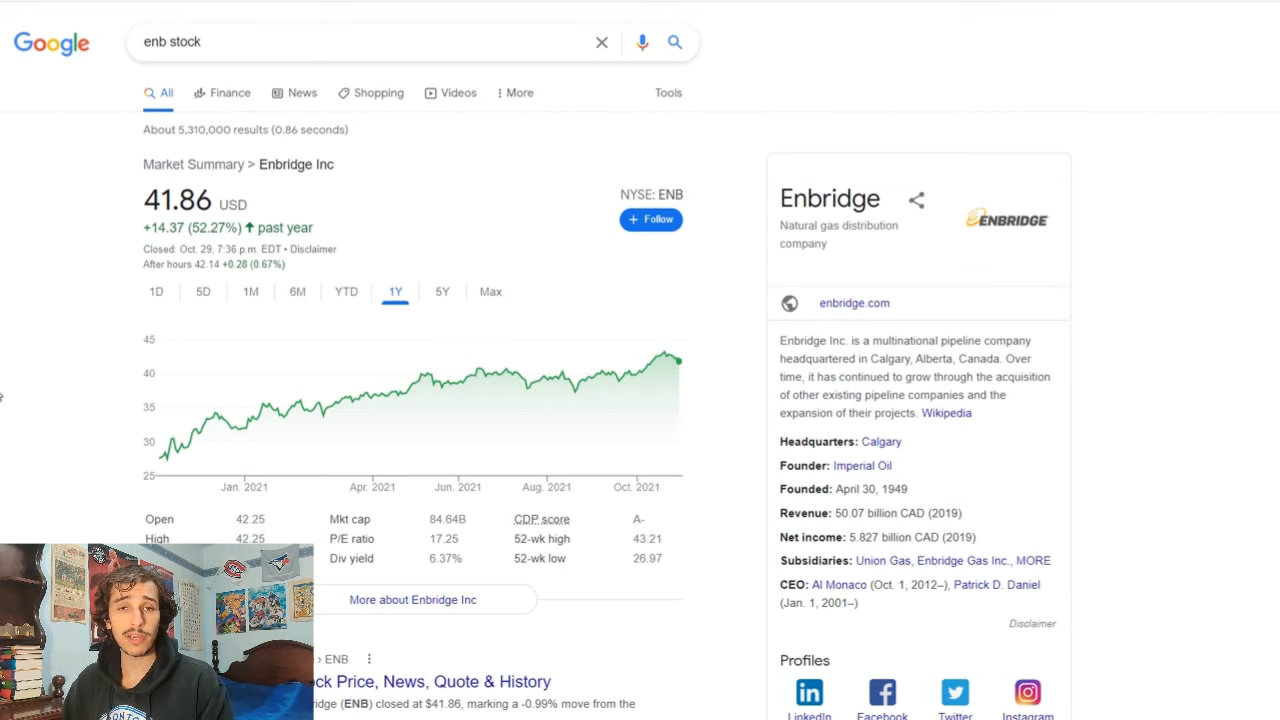 Google
enb stock
All
Finance
News
Shopping
Videos
More
Tools
About 5,310,000 results (0.86 seconds)
Market Summary > Enbridge Inc
41.86 USD
+14.37 (52.27%) past year
Closed: Oct. 29, 7:36 p.m. EDT • Disclaimer
After hours 42.14 +0.28 (0.67%)
NYSE: ENB
+ Follow
1D 5D 1M 6M YTD 1Y 5Y Max
45
40
35
30
25
Jan. 2021 Apr. 2021 Jun. 2021 Aug. 2021 Oct. 2021
Open 42.25 Mkt cap 84.64B CDP score A-
High 42.25 P/E ratio 17.25 52-wk high 43.21
Div yield 6.37% 52-wk low 26.97
More about Enbridge Inc
› ENB
ck Price, News, Quote & History
ridge (ENB) closed at $41.86, marking a -0.99% move from the
Enbridge
Natural gas distribution
company
ENBRIDGE
enbridge.com
Enbridge Inc. is a multinational pipeline company
headquartered in Calgary, Alberta, Canada. Over
time, it has continued to grow through the acquisition
of other existing pipeline companies and the
expansion of their projects. Wikipedia
Headquarters: Calgary
Founder: Imperial Oil
Founded: April 30, 1949
Revenue: 50.07 billion CAD (2019)
Net income: 5.827 billion CAD (2019)
Subsidiaries: Union Gas, Enbridge Gas Inc., MORE
CEO: Al Monaco (Oct. 1, 2012–), Patrick D. Daniel
(Jan. 1, 2001–)
Disclaimer
Profiles
LinkedIn Facebook Twitter Instagram